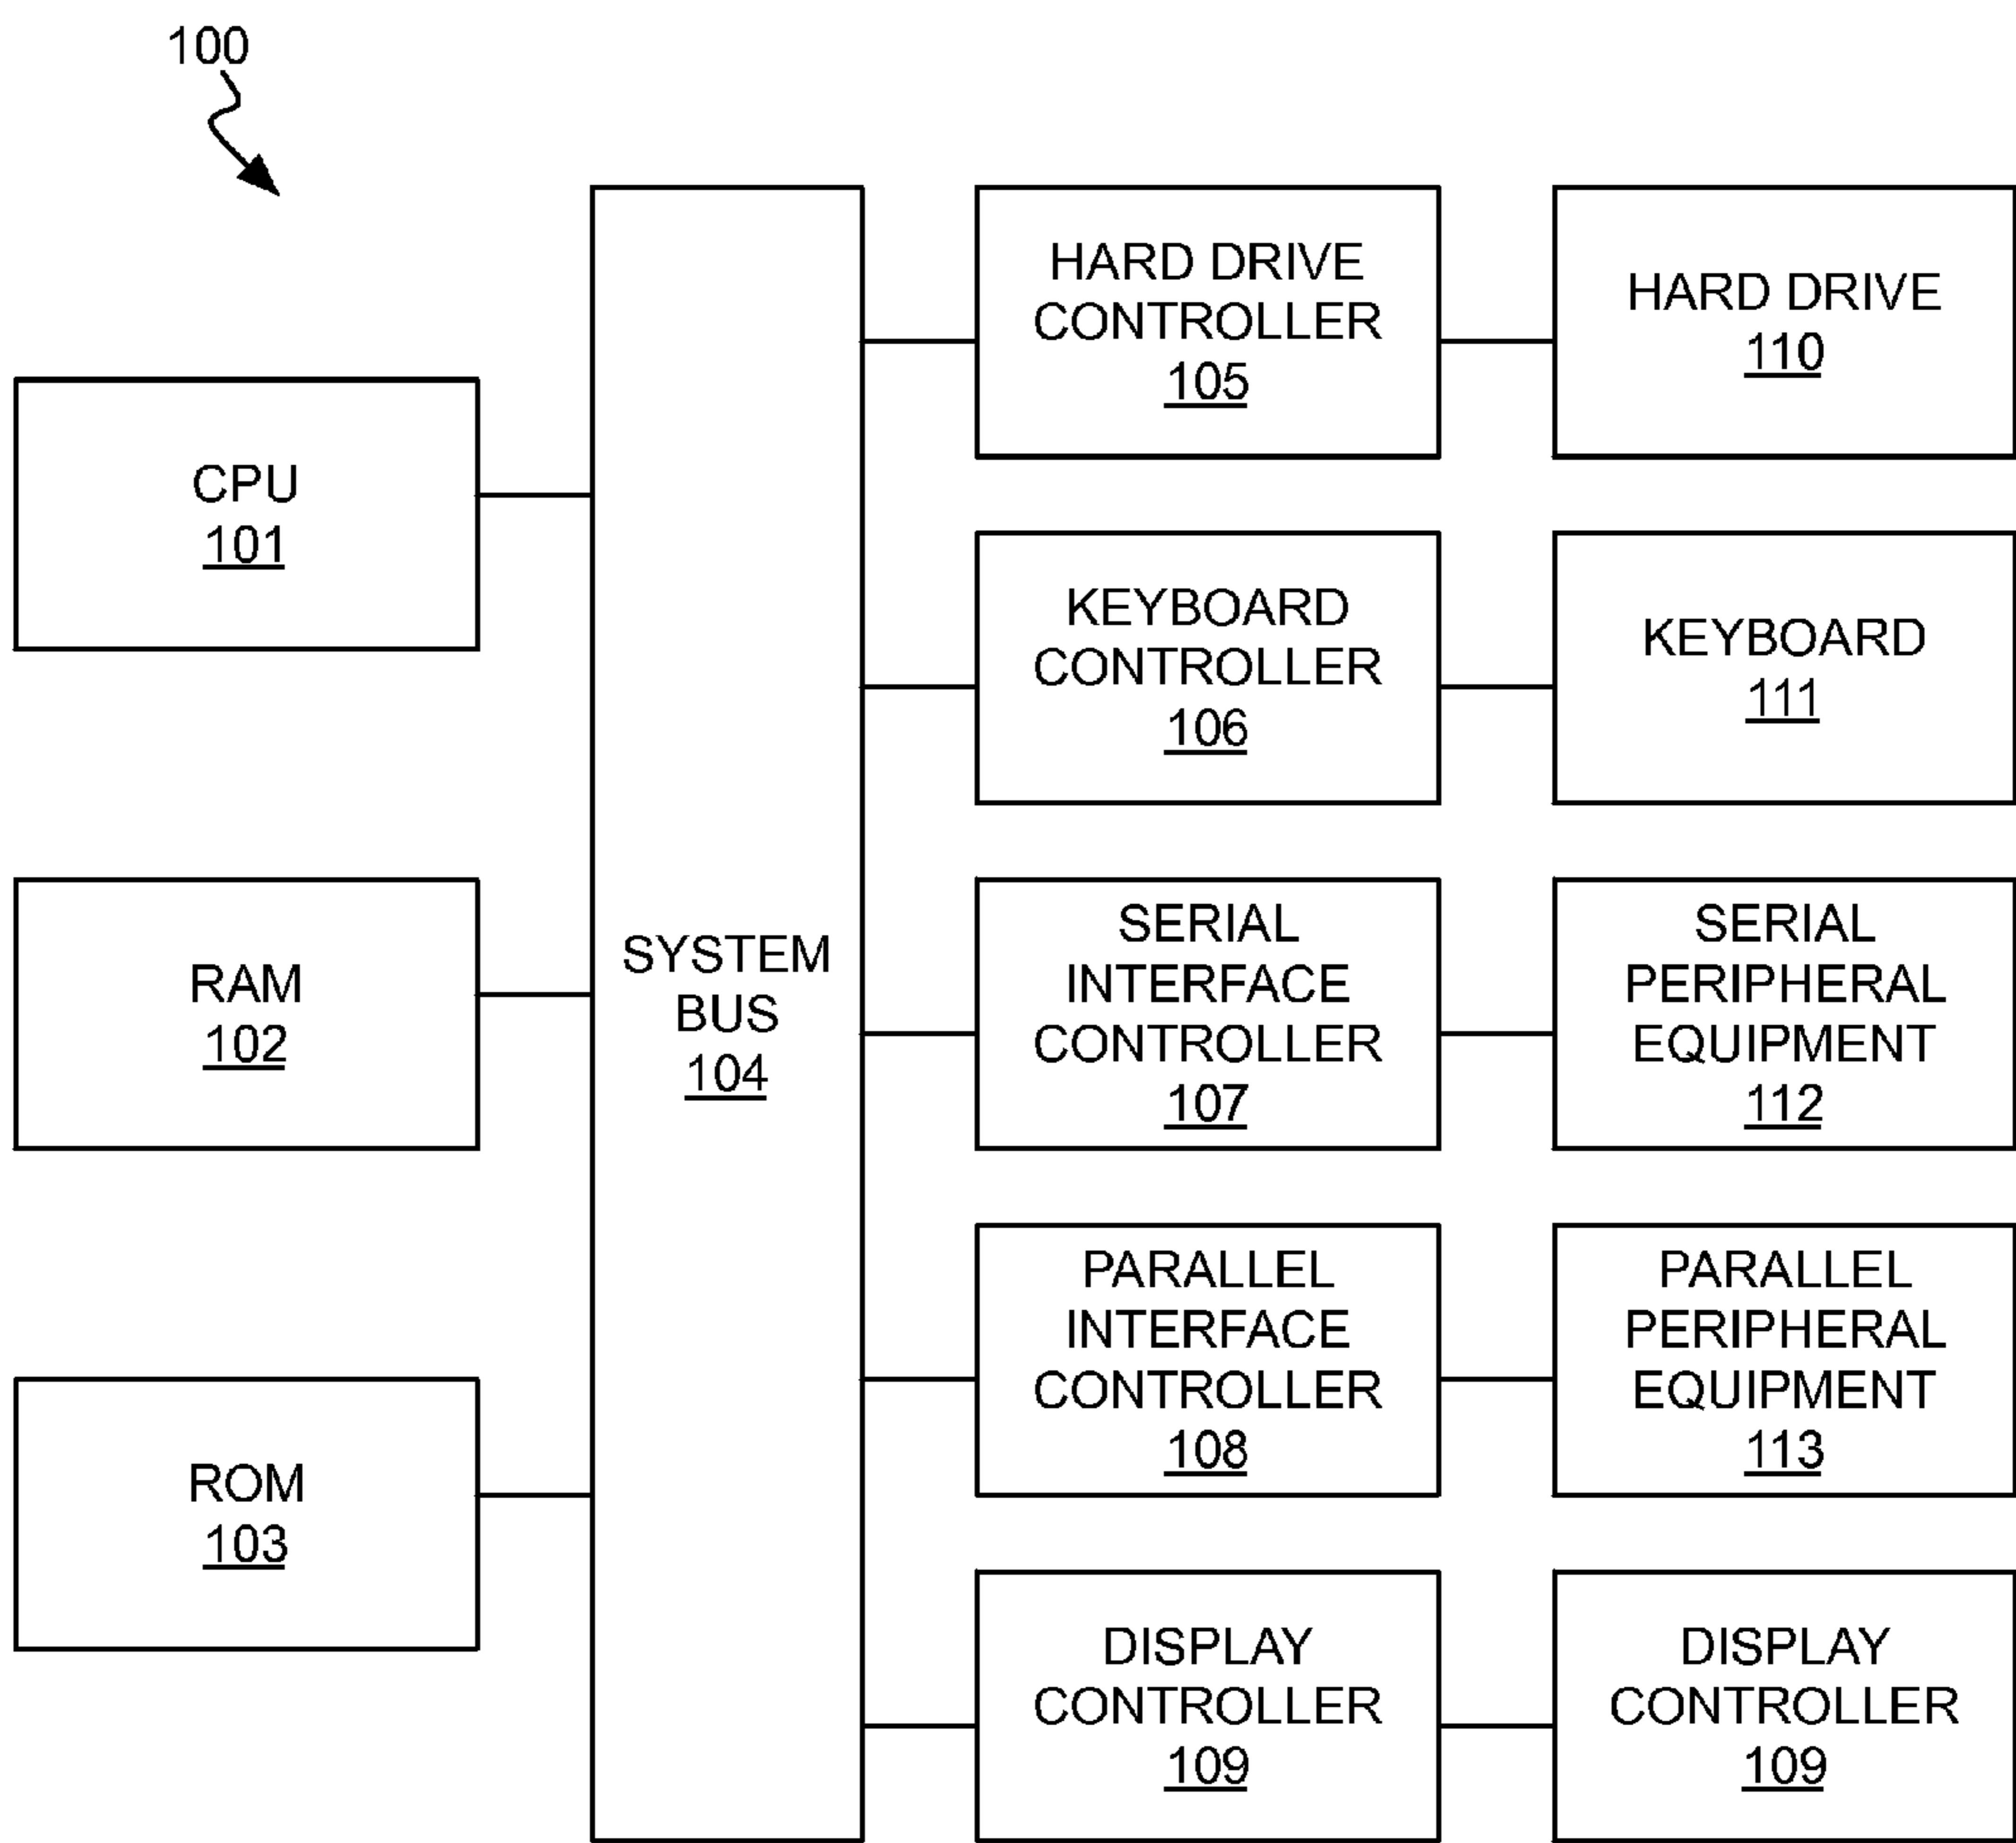 100
CPU
101
RAM
102
ROM
103
SYSTEM
BUS
104
HARD DRIVE
CONTROLLER
105
HARD DRIVE
110
KEYBOARD
CONTROLLER
106
KEYBOARD
111
SERIAL
INTERFACE
CONTROLLER
107
SERIAL
PERIPHERAL
EQUIPMENT
112
PARALLEL
INTERFACE
CONTROLLER
108
PARALLEL
PERIPHERAL
EQUIPMENT
113
DISPLAY
CONTROLLER
109
DISPLAY
CONTROLLER
109